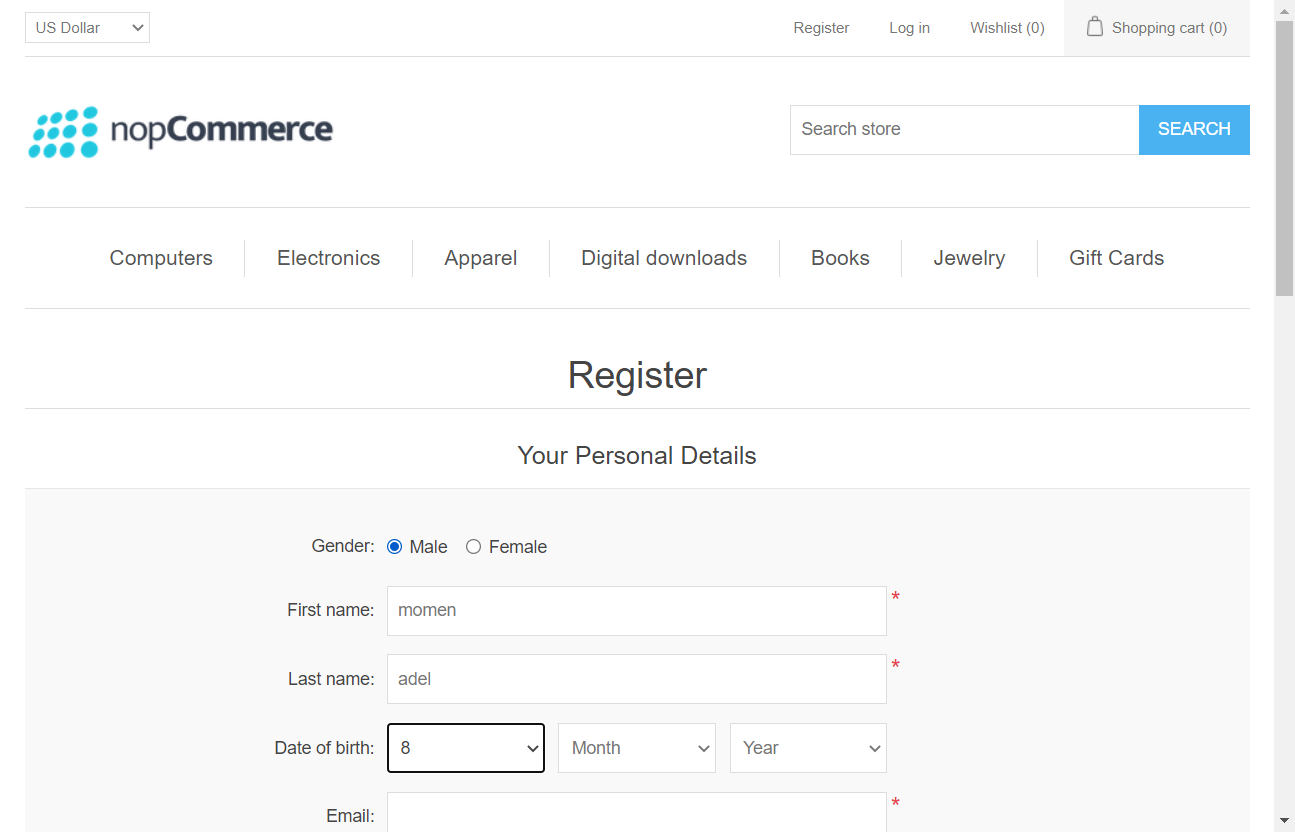 US Dollar Register Log in Wishlist (0) Shopping cart (0)
nopCommerce Search store SEARCH
Computers Electronics Apparel Digital downloads Books Jewelry Gift Cards
Register
Your Personal Details
Gender: Male Female
First name: momen *
Last name: adel *
Date of birth: 8 Month Year
Email: *